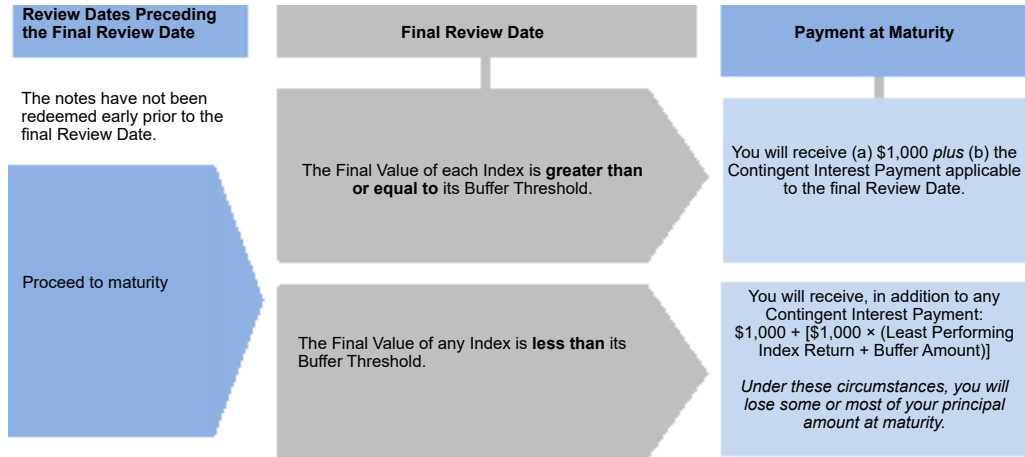 Review Dates Preceding
the Final Review Date
Final Review Date
Payment at Maturity
The notes have not been
redeemed early prior to the
final Review Date.
Proceed to maturity
The Final Value of each Index is greater than
or equal to its Buffer Threshold.
You will receive (a) $1,000 plus (b) the
Contingent Interest Payment applicable
to the final Review Date.
The Final Value of any Index is less than its
Buffer Threshold.
You will receive, in addition to any
Contingent Interest Payment:
$1,000 + [$1,000 × (Least Performing
Index Return + Buffer Amount)]
Under these circumstances, you will
lose some or most of your principal
amount at maturity.